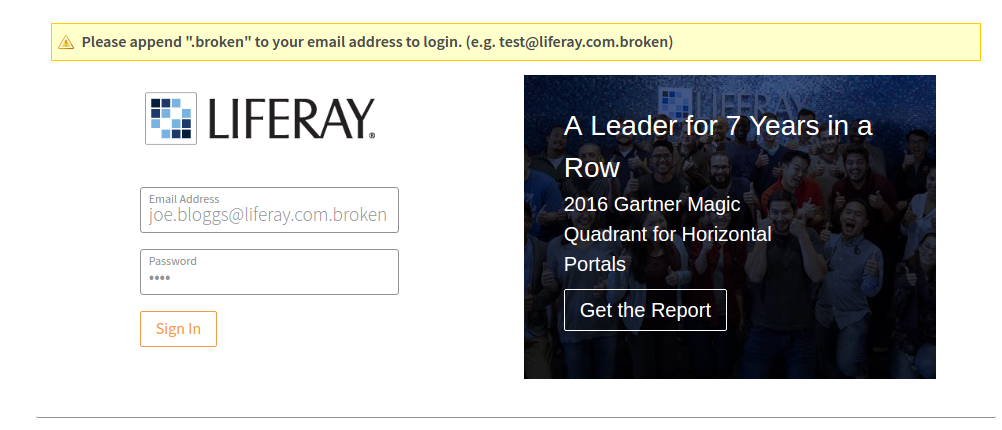 Please append ".broken" to your email address to login. (e.g. test@liferay.com.broken)
LIFERAY®
Email Address
joe.bloggs@liferay.com.broken
Password
••••
Sign In
LIFERAY
A Leader for 7 Years in a
Row
2016 Gartner Magic
Quadrant for Horizontal
Portals
Get the Report